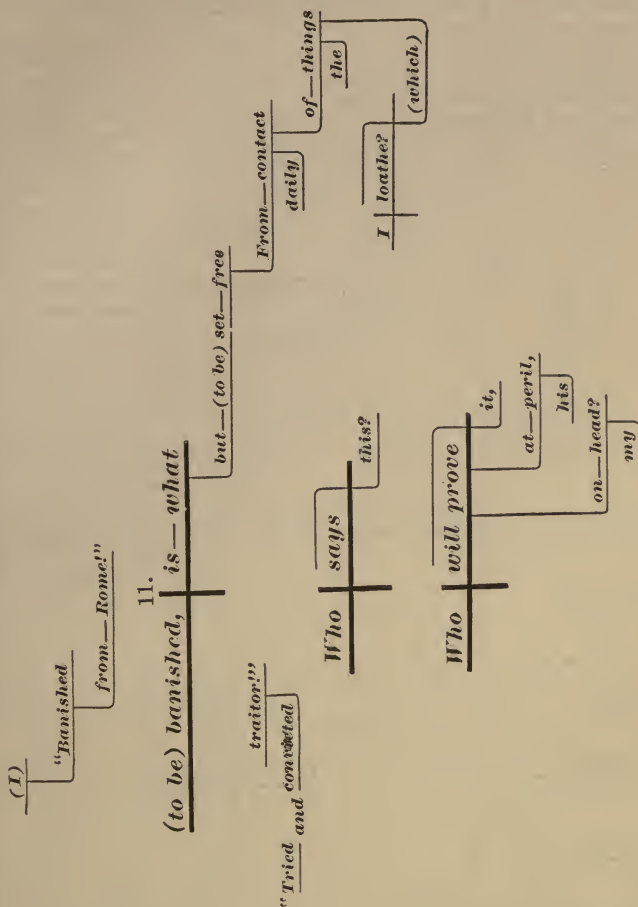 (I)
"Banished
from—Rome!"
11.
(to be) banished, is—what
but—(to be) set—free
From—contact
daily
of—things
the
I loathe?
(which)
"Tried and convicted
traitor!"
Who says
this?
Who will prove
it,
at—peril,
his
on—head?
my